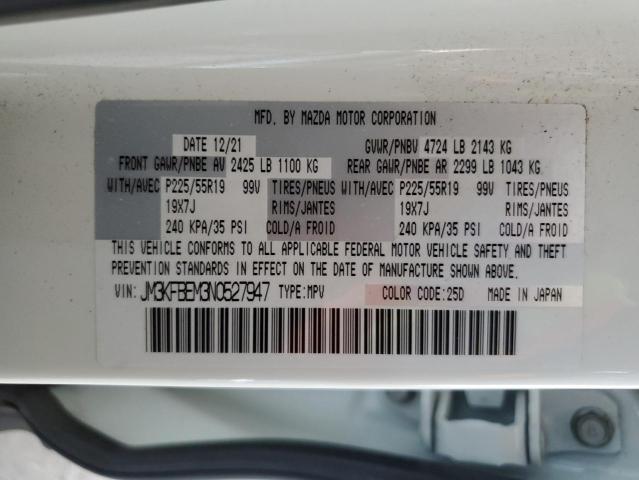 MFD. BY MAZDA MOTOR CORPORATION
DATE 12/21 GVWR/PNBV 4724 LB 2143 KG
FRONT GAWR/PNBE AV 2425 LB 1100 KG REAR GAWR/PNBE AR 2299 LB 1043 KG
WITH/AVEC P225/55R19 99V TIRES/PNEUS WITH/AVEC P225/55R19 99V TIRES/PNEUS
19X7J RIMS/JANTES 19X7J RIMS/JANTES
240 KPA/35 PSI COLD/A FROID 240 KPA/35 PSI COLD/A FROID
THIS VEHICLE CONFORMS TO ALL APPLICABLE FEDERAL MOTOR VEHICLE SAFETY AND THEFT
PREVENTION STANDARDS IN EFFECT ON THE DATE OF MANUFACTURE SHOWN ABOVE.
VIN: JM3KFBEM3N0527947 TYPE:MPV COLOR CODE:25D MADE IN JAPAN